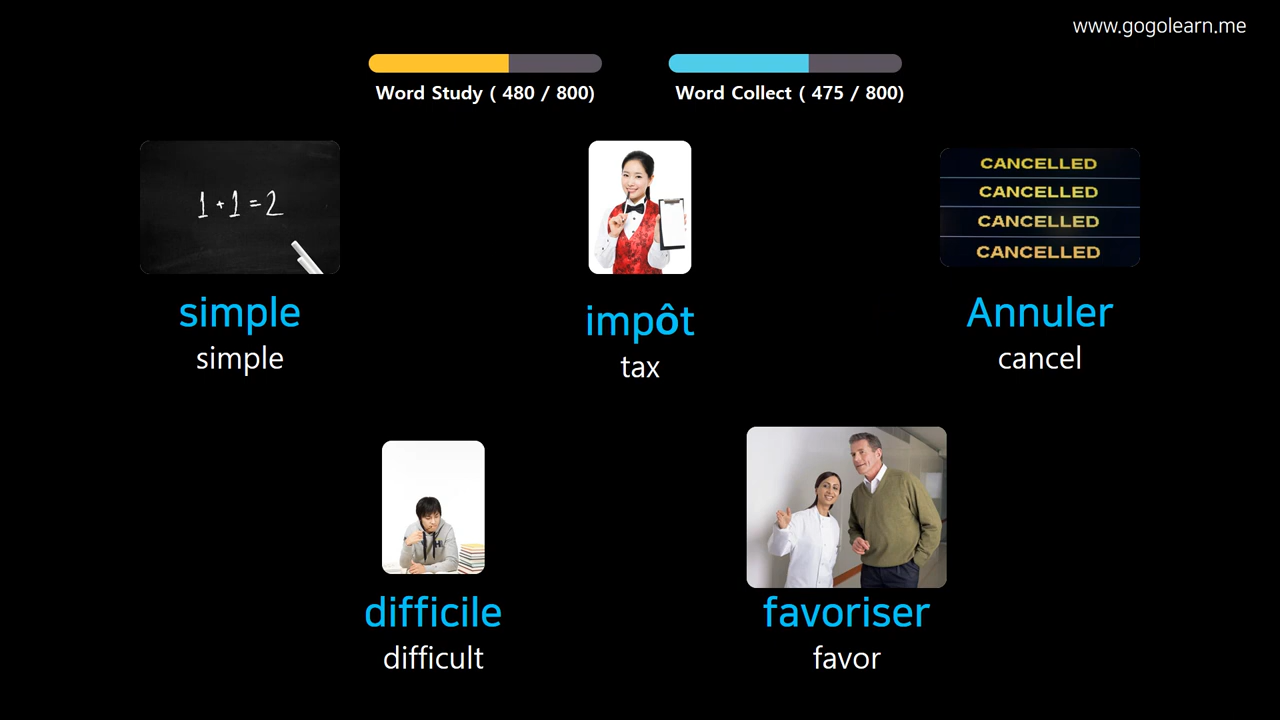 www.gogolearn.me
Word Study ( 480 / 800)
Word Collect ( 475 / 800)
1 + 1 = 2
CANCELLED
CANCELLED
CANCELLED
CANCELLED
simple
simple
impôt
tax
Annuler
cancel
difficile
difficult
favoriser
favor